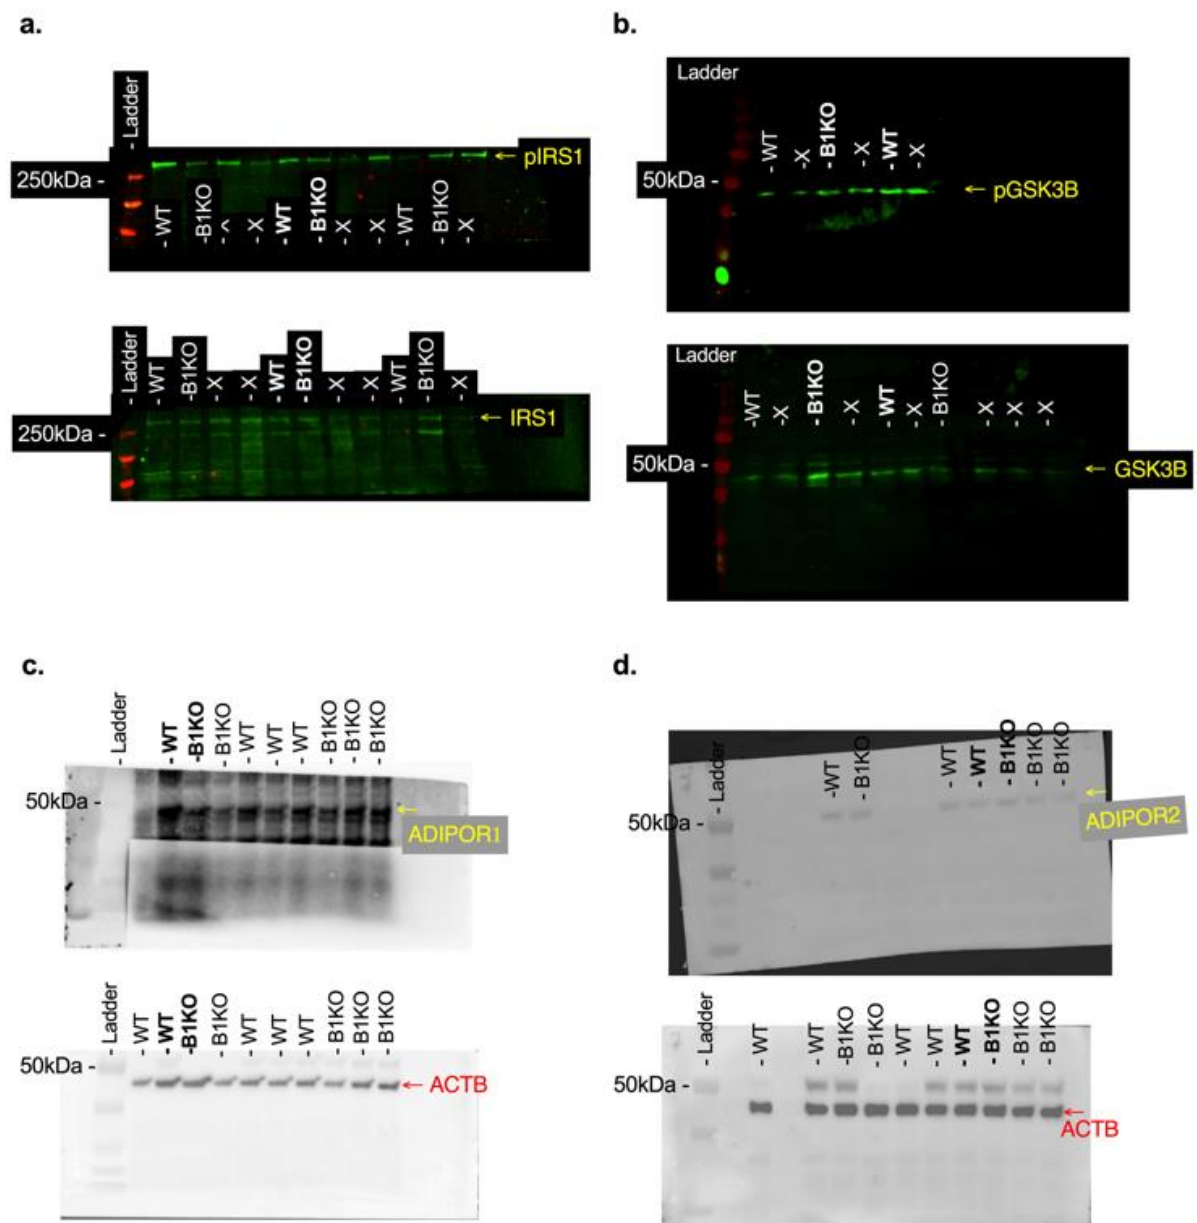 a.
- Ladder
250kDa -
← pIRS1
- WT
-B1KO
- ^
- X
- WT
- B1KO
- X
- X
- WT
- B1KO
- X
- Ladder
- WT
-B1KO
- X
- X
- WT
- B1KO
- X
- X
- WT
- B1KO
- X
250kDa -
← IRS1
b.
Ladder
-WT
-X
- B1KO
-X
-WT
-X
50kDa -
← pGSK3B
Ladder
-WT
-X
- B1KO
-X
-WT
-X
-B1KO
-X
-X
-X
50kDa -
← GSK3B
c.
- Ladder
- WT
-B1KO
- B1KO
- WT
- WT
- WT
- B1KO
- B1KO
- B1KO
50kDa -
←
ADIPOR1
- Ladder
- WT
- WT
-B1KO
- B1KO
- WT
- WT
- WT
- B1KO
- B1KO
- B1KO
50kDa -
← ACTB
d.
- Ladder
-WT
- B1KO
- WT
- WT
- B1KO
- B1KO
- B1KO
50kDa -
←
ADIPOR2
- Ladder
- WT
- WT
-B1KO
- B1KO
- WT
- WT
- WT
- B1KO
- B1KO
- B1KO
50kDa -
←
ACTB